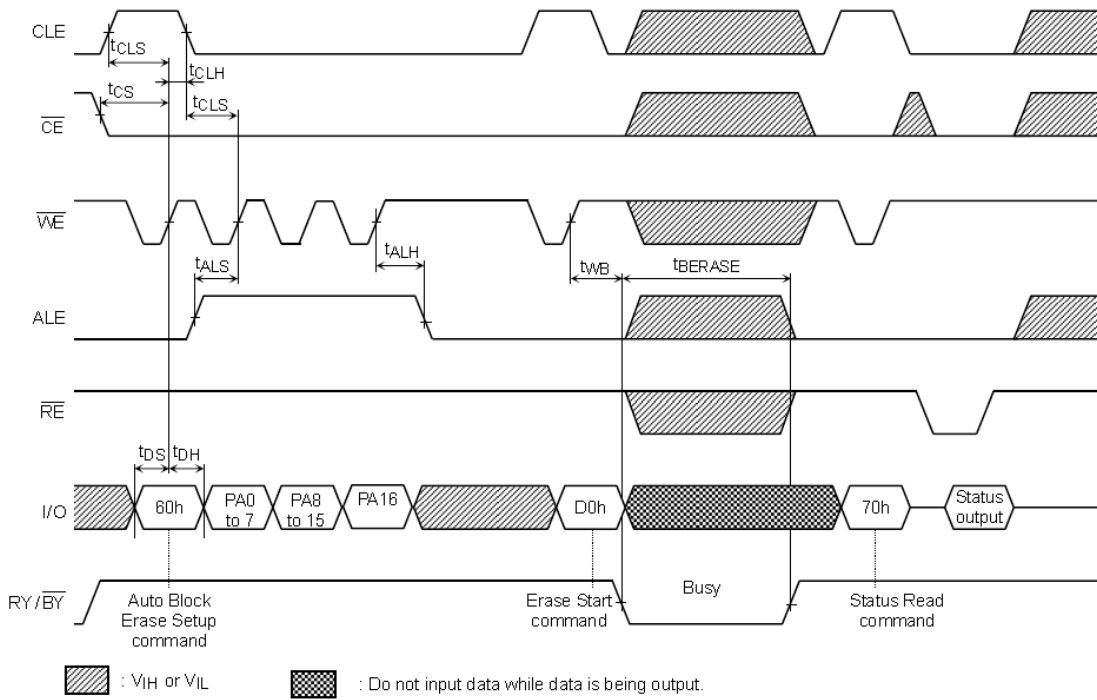 CLE
tCLS
tCLH
tCS
tCLS
CE
WE
tALS
tALH
tWB
tBERASE
ALE
RE
tDS
tDH
I/O
60h
PA0
to 7
PA8
to 15
PA16
D0h
70h
Status
output
RY/BY
Auto Block
Erase Setup
command
Erase Start
command
Busy
Status Read
command
: VIH or VIL
: Do not input data while data is being output.